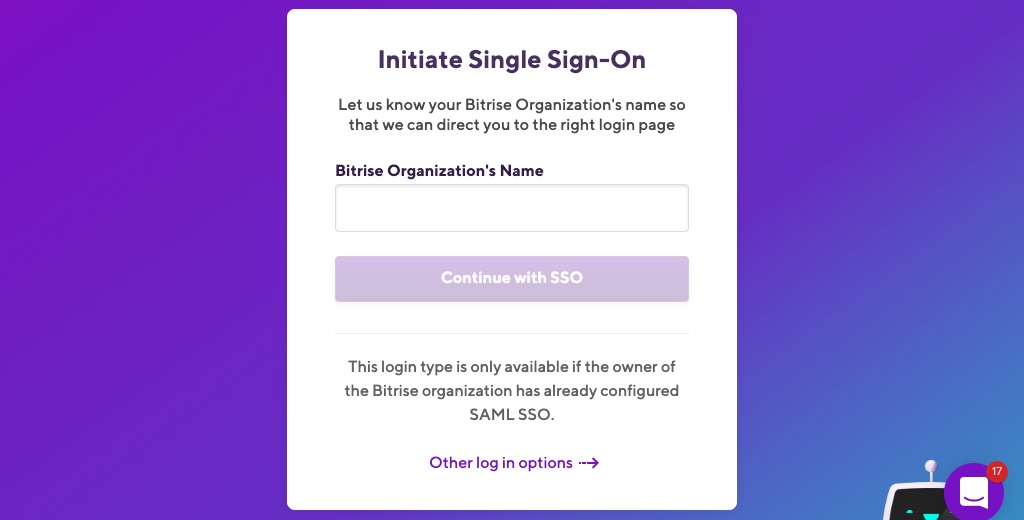 Initiate Single Sign-On
Let us know your Bitrise Organization's name so
that we can direct you to the right login page
Bitrise Organization's Name
Continue with SSO
This login type is only available if the owner of
the Bitrise organization has already configured
SAML SSO.
Other log in options
17